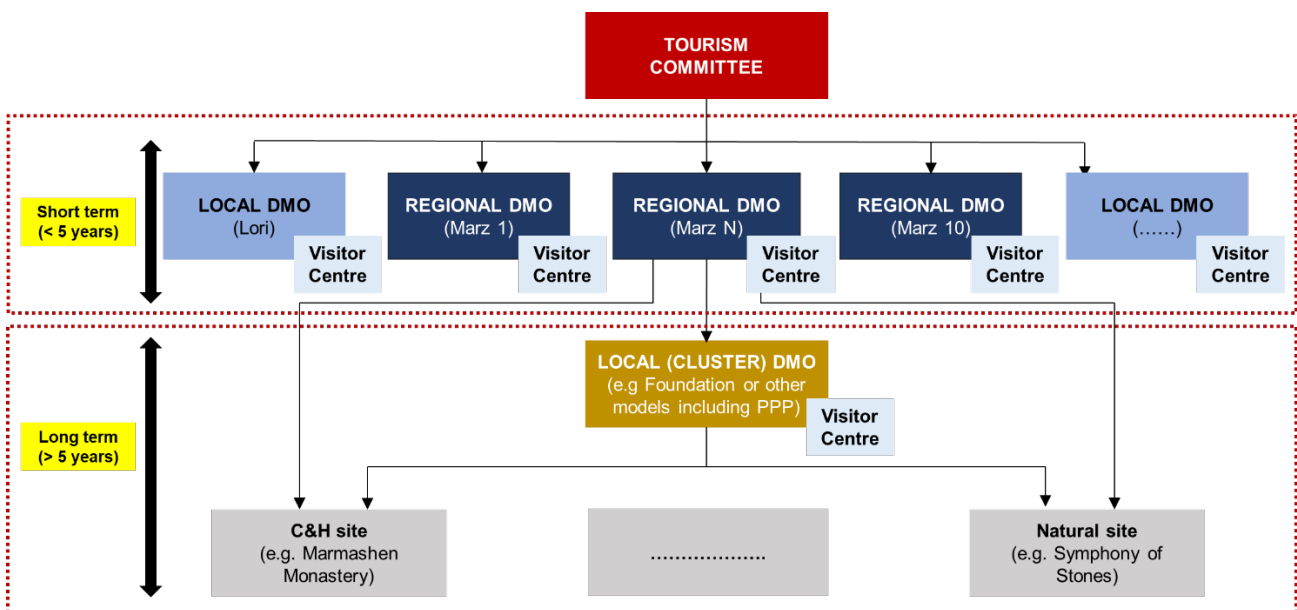 TOURISM
COMMITTEE
Short term
(< 5 years)
LOCAL DMO
(Lori)
Visitor
Centre
REGIONAL DMO
(Marz 1)
Visitor
Centre
REGIONAL DMO
(Marz N)
Visitor
Centre
REGIONAL DMO
(Marz 10)
Visitor
Centre
LOCAL DMO
(......)
Visitor
Centre
Long term
(> 5 years)
LOCAL (CLUSTER) DMO
(e.g Foundation or other
models including PPP)
Visitor
Centre
C&H site
(e.g. Marmashen
Monastery)
………………..
Natural site
(e.g. Symphony of
Stones)